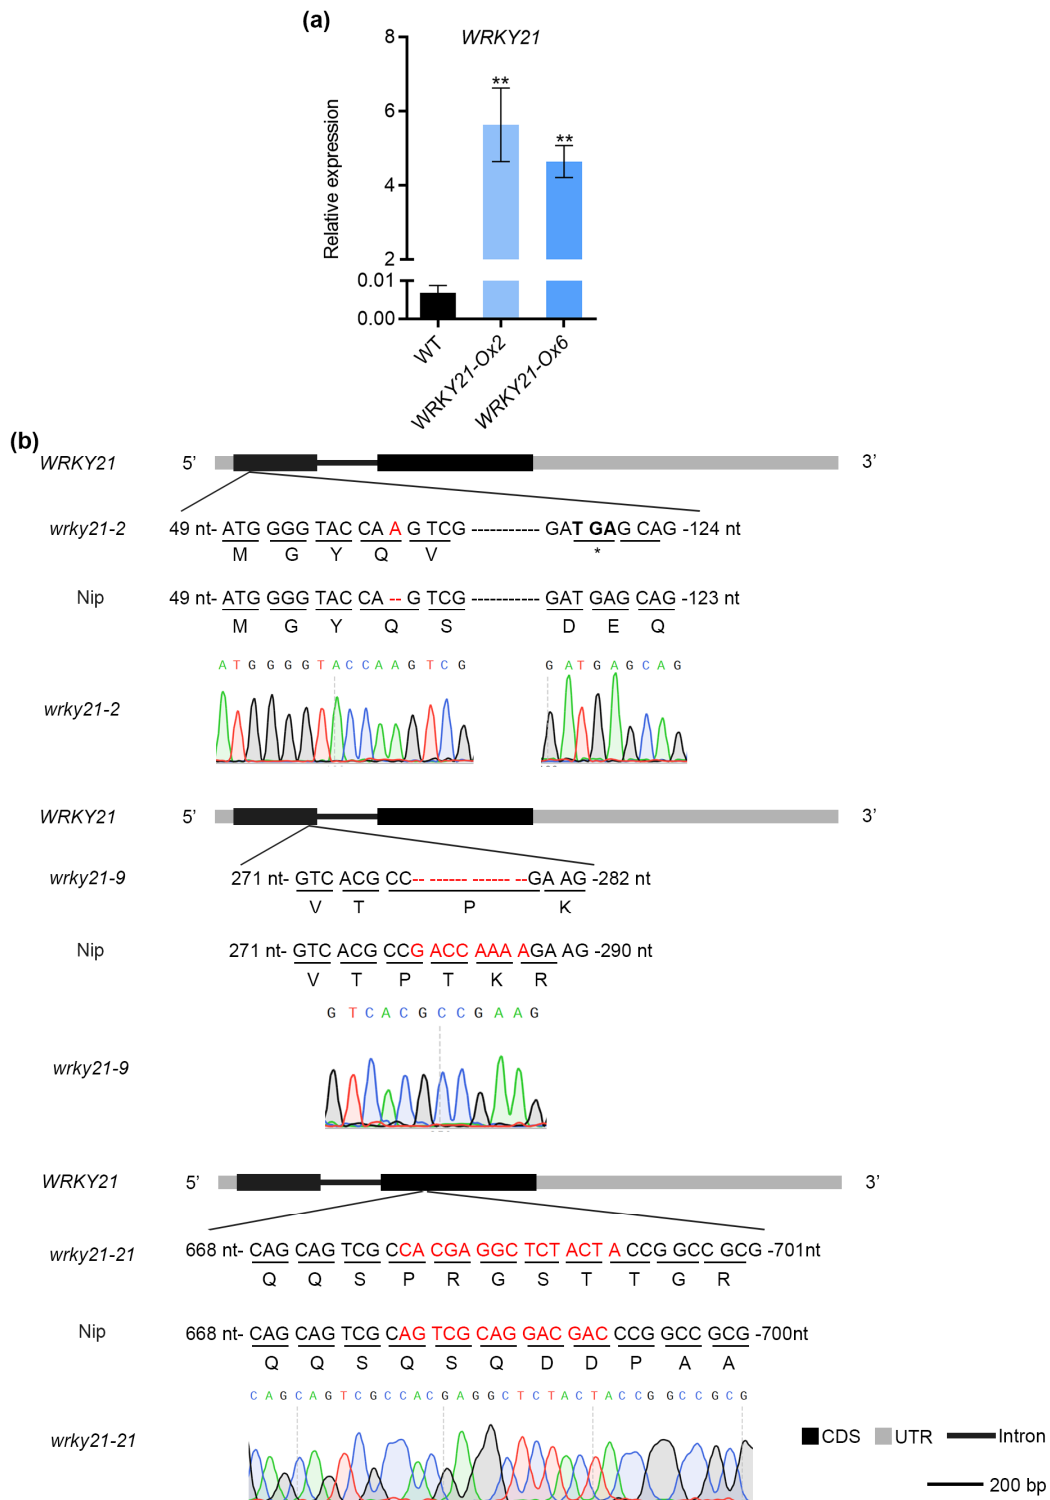 (a)
WRKY21
8
6
4
2
0.01
0.00
Relative expression
**
**
WT
WRKY21-Ox2
WRKY21-Ox6
(b)
WRKY21 5’ 3’
wrky21-2 49 nt- ATG GGG TAC CA A G TCG ----------- GAT GAG CAG -124 nt
M G Y Q V *
Nip 49 nt- ATG GGG TAC CA -- G TCG ----------- GAT GAG CAG -123 nt
M G Y Q S D E Q
A T G G G G T A C C A A G T C G G A T G A G C A G
wrky21-2
WRKY21 5’ 3’
wrky21-9 271 nt- GTC ACG CC-- ------ ------ --GA AG -282 nt
V T P K
Nip 271 nt- GTC ACG CCG ACC AAA AGA AG -290 nt
V T P T K R
G T C A C G C C G A A G
wrky21-9
WRKY21 5’ 3’
wrky21-21 668 nt- CAG CAG TCG CCA CGA GGC TCT ACT A CCG GCC GCG -701nt
Q Q S P R G S T T G R
Nip 668 nt- CAG CAG TCG CAG TCG CAG GAC GAC CCG GCC GCG -700nt
Q Q S Q S Q D D P A A
C A G C A G T C G C C A C G A G G C T C T A C T A C C G G C C G C G
wrky21-21
CDS UTR Intron
200 bp